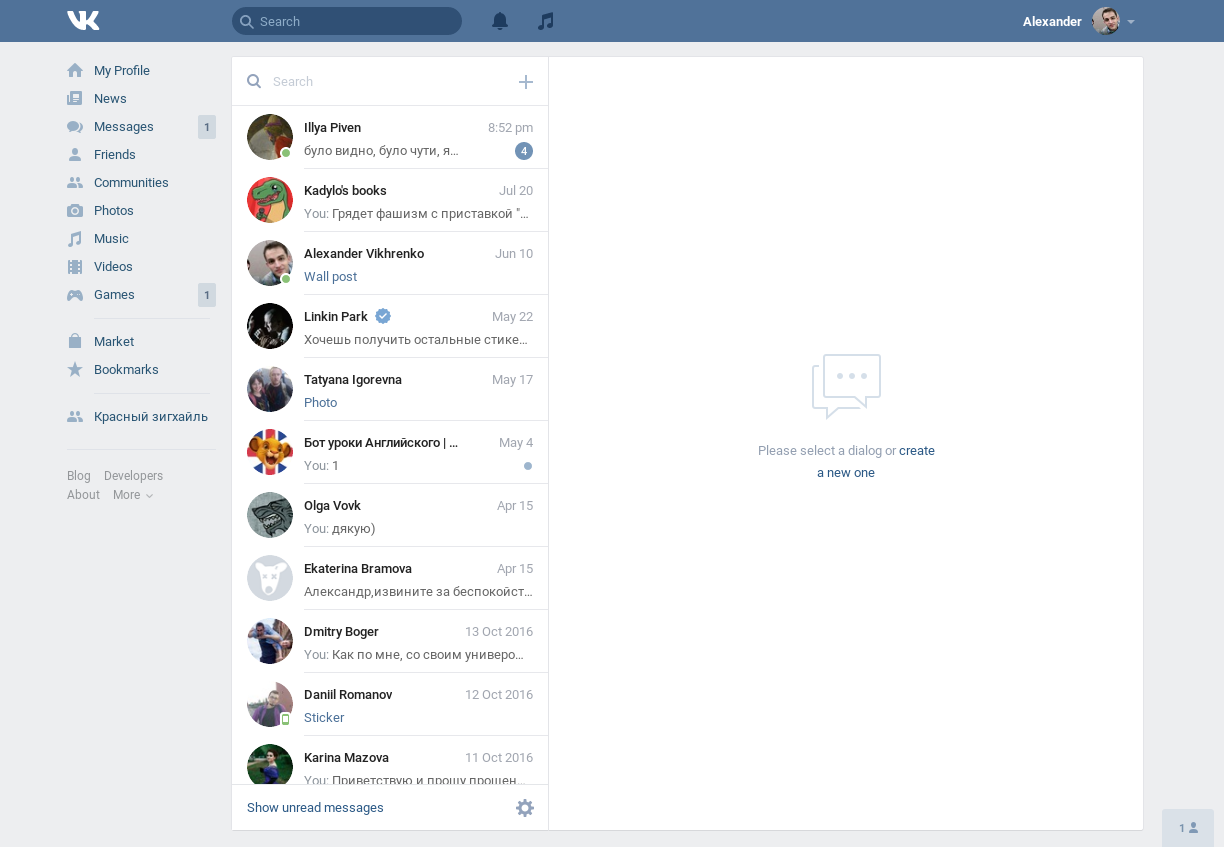 Search
Alexander
My Profile
News
Messages 1
Friends
Communities
Photos
Music
Videos
Games 1
Market
Bookmarks
Красный зигхайль
Blog Developers
About More
Search
Illya Piven 8:52 pm
було видно, було чути, я… 4
Kadylo's books Jul 20
You: Грядет фашизм с приставкой "…
Alexander Vikhrenko Jun 10
Wall post
Linkin Park May 22
Хочешь получить остальные стике…
Tatyana Igorevna May 17
Photo
Бот уроки Английского | … May 4
You: 1
Olga Vovk Apr 15
You: дякую)
Ekaterina Bramova Apr 15
Александр,извините за беспокойст…
Dmitry Boger 13 Oct 2016
You: Как по мне, со своим универо…
Daniil Romanov 12 Oct 2016
Sticker
Karina Mazova 11 Oct 2016
You: Приветствую и прошу прощен…
Show unread messages
Please select a dialog or create
a new one
1